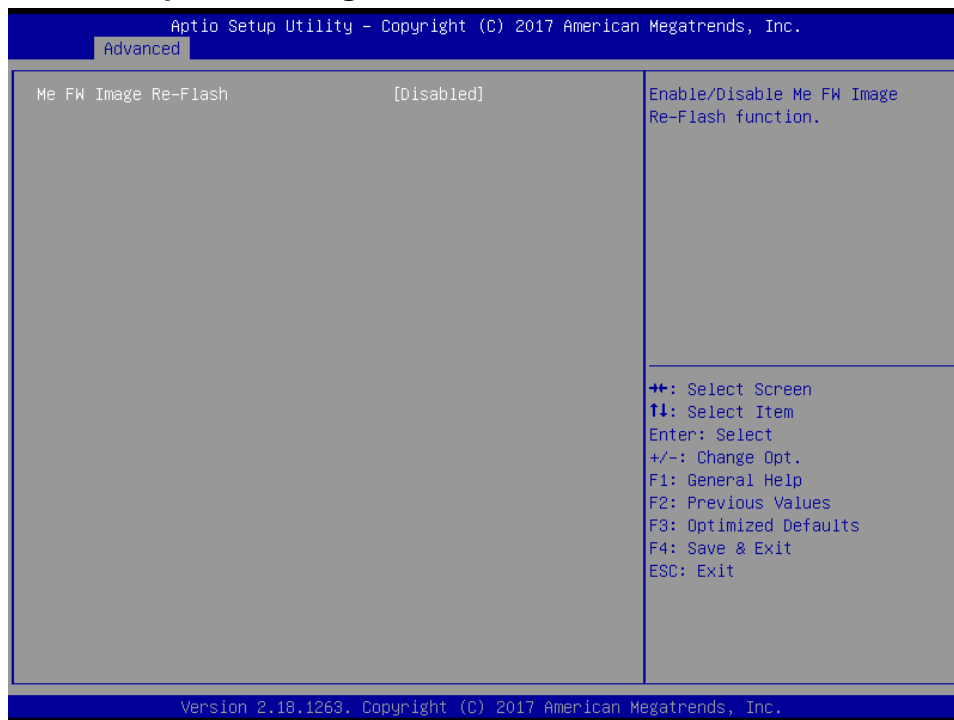 Aptio Setup Utility – Copyright (C) 2017 American Megatrends, Inc.
Advanced
Me FW Image Re-Flash [Disabled]
Enable/Disable Me FW Image
Re-Flash function.
→←: Select Screen
↑↓: Select Item
Enter: Select
+/-: Change Opt.
F1: General Help
F2: Previous Values
F3: Optimized Defaults
F4: Save & Exit
ESC: Exit
Version 2.18.1263. Copyright (C) 2017 American Megatrends, Inc.